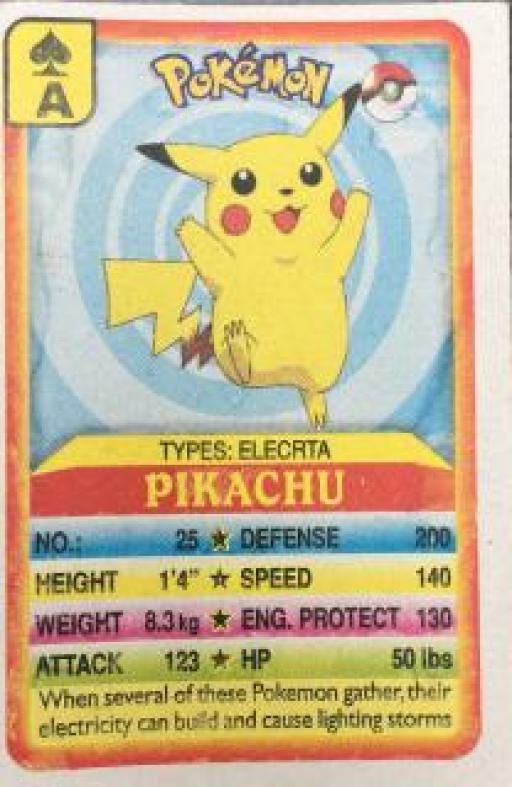 A
POKéMON
TYPES: ELECRTA
PIKACHU
NO.: 25 ★ DEFENSE 200
HEIGHT 1'4" ★ SPEED 140
WEIGHT 8.3 kg ★ ENG. PROTECT 130
ATTACK 123 ★ HP 50 lbs
When several of these Pokemon gather, their
electricity can build and cause lighting storms